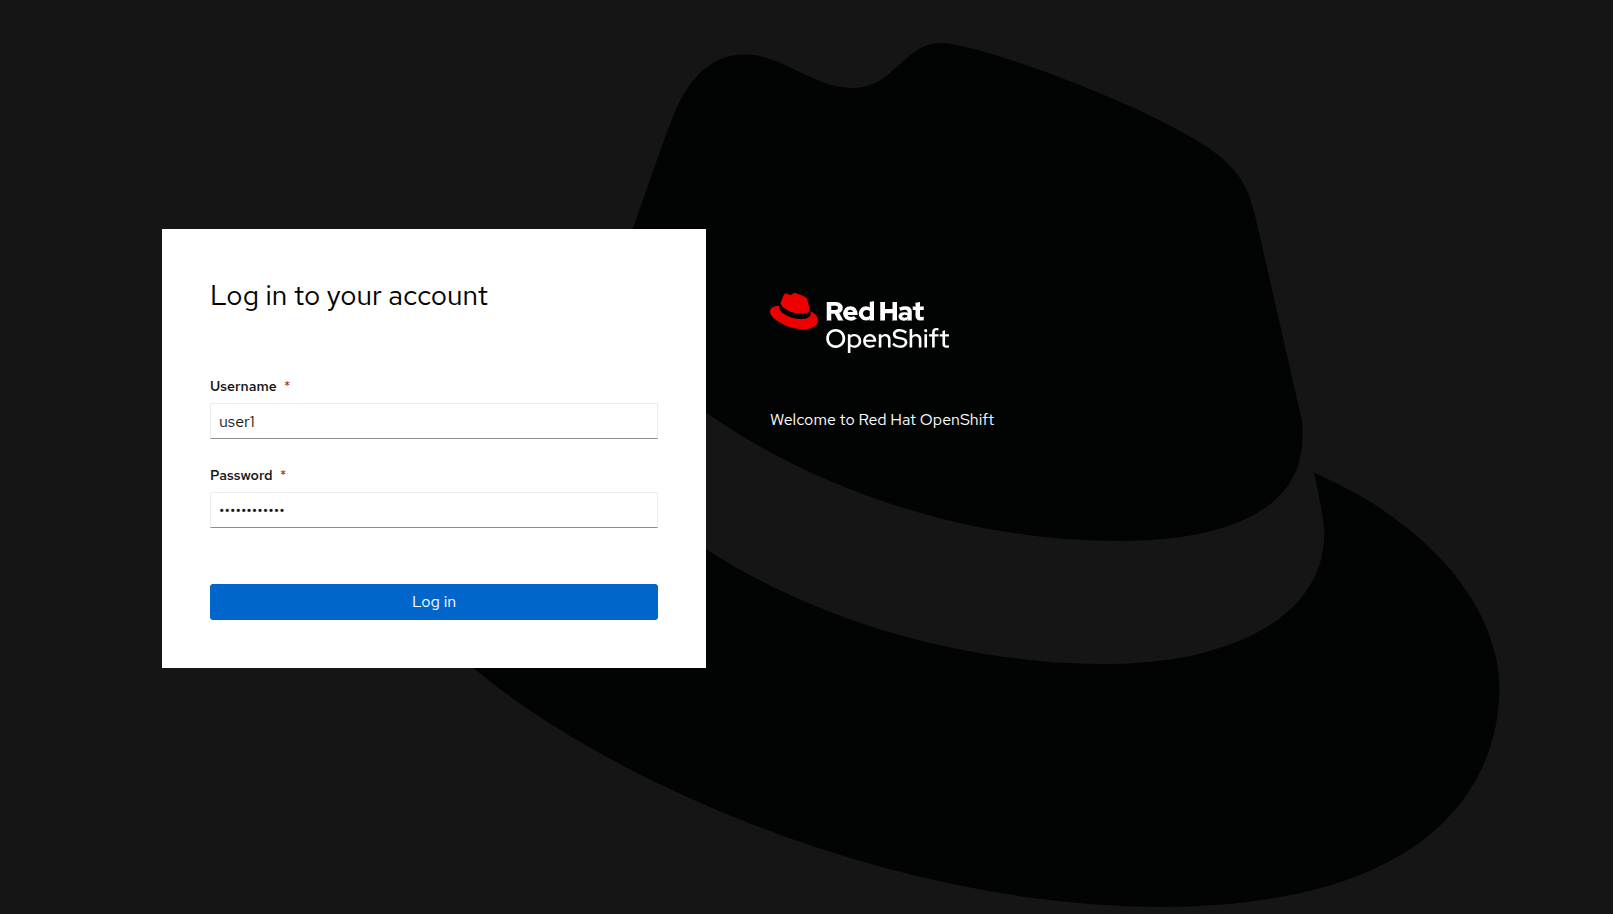 Log in to your account
Username *
user1
Password *
••••••••••••
Log in
Red Hat
OpenShift
Welcome to Red Hat OpenShift